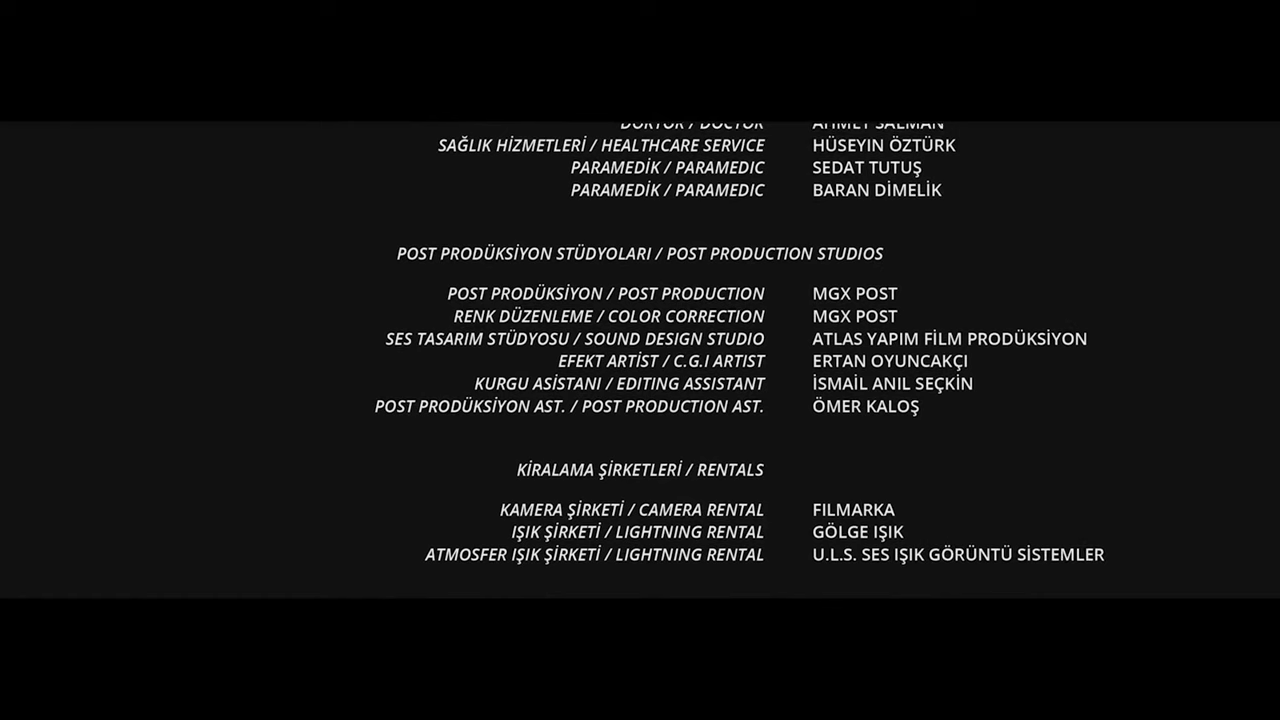 DOKTOR / DOCTOR AHMET SALMAN
SAĞLIK HİZMETLERİ / HEALTHCARE SERVICE HÜSEYIN ÖZTÜRK
PARAMEDİK / PARAMEDIC SEDAT TUTUŞ
PARAMEDİK / PARAMEDIC BARAN DİMELİK
POST PRODÜKSİYON STÜDYOLARI / POST PRODUCTION STUDIOS
POST PRODÜKSİYON / POST PRODUCTION MGX POST
RENK DÜZENLEME / COLOR CORRECTION MGX POST
SES TASARIM STÜDYOSU / SOUND DESIGN STUDIO ATLAS YAPIM FİLM PRODÜKSİYON
EFEKT ARTİST / C.G.I ARTIST ERTAN OYUNCAKÇI
KURGU ASİSTANI / EDITING ASSISTANT İSMAİL ANIL SEÇKİN
POST PRODÜKSİYON AST. / POST PRODUCTION AST. ÖMER KALOŞ
KİRALAMA ŞİRKETLERİ / RENTALS
KAMERA ŞİRKETİ / CAMERA RENTAL FILMARKA
IŞIK ŞİRKETİ / LIGHTNING RENTAL GÖLGE IŞIK
ATMOSFER IŞIK ŞİRKETİ / LIGHTNING RENTAL U.L.S. SES IŞIK GÖRÜNTÜ SİSTEMLER